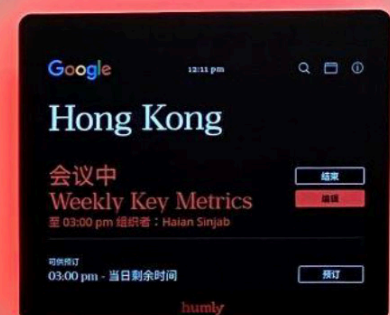 Google
12:11 pm
Hong Kong
会议中
结束
Weekly Key Metrics
编辑
至 03:00 pm 组织者：Haian Sinjab
可供预订
03:00 pm - 当日剩余时间
预订
humly